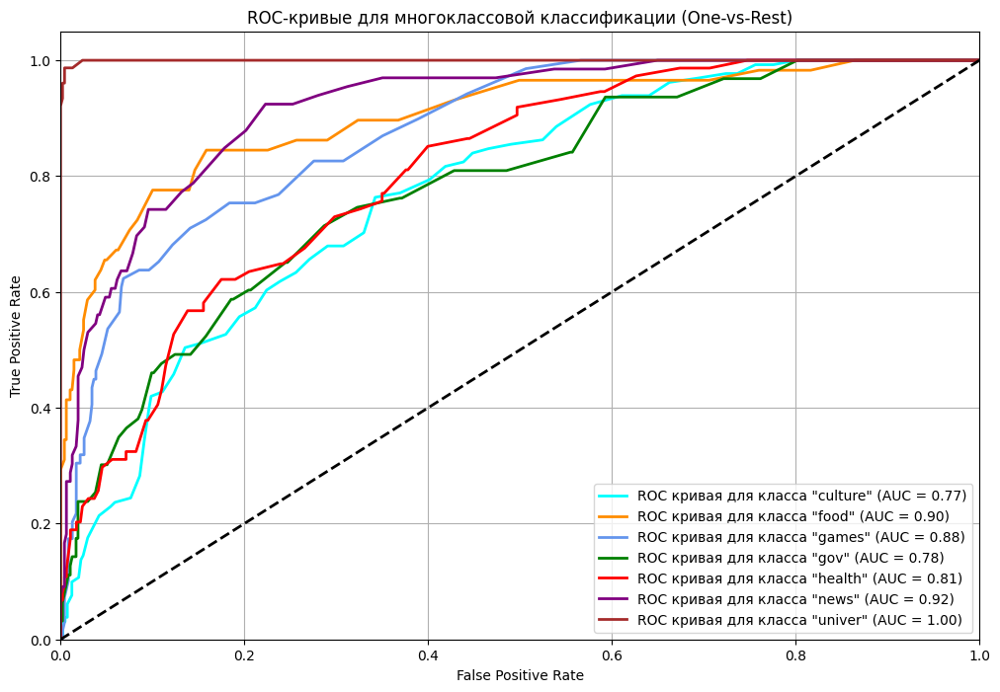 ROC-кривые для многоклассовой классификации (One-vs-Rest)
True Positive Rate
1.0
0.8
0.6
0.4
0.2
0.0
ROC кривая для класса "culture" (AUC = 0.77)
ROC кривая для класса "food" (AUC = 0.90)
ROC кривая для класса "games" (AUC = 0.88)
ROC кривая для класса "gov" (AUC = 0.78)
ROC кривая для класса "health" (AUC = 0.81)
ROC кривая для класса "news" (AUC = 0.92)
ROC кривая для класса "univer" (AUC = 1.00)
0.0 0.2 0.4 0.6 0.8 1.0
False Positive Rate